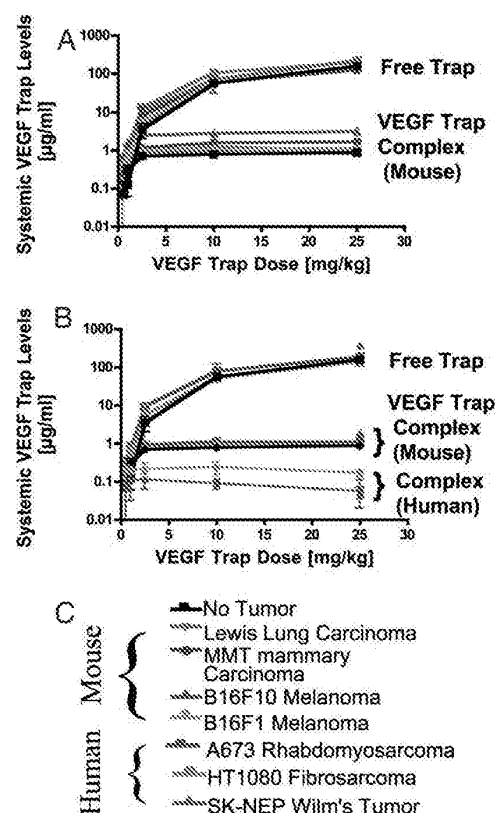 A
Systemic VEGF Trap Levels
[µg/ml]
1000
100
10
1
0.1
0.01
0 5 10 15 20 25 30
VEGF Trap Dose [mg/kg]
Free Trap
VEGF Trap
Complex
(Mouse)
B
Systemic VEGF Trap Levels
[µg/ml]
1000
100
10
1
0.1
0.01
0 5 10 15 20 25 30
VEGF Trap Dose [mg/kg]
Free Trap
VEGF Trap
Complex
(Mouse)
Complex
(Human)
C
Mouse
No Tumor
Lewis Lung Carcinoma
MMT mammary
Carcinoma
B16F10 Melanoma
B16F1 Melanoma
Human
A673 Rhabdomyosarcoma
HT1080 Fibrosarcoma
SK-NEP Wilm's Tumor